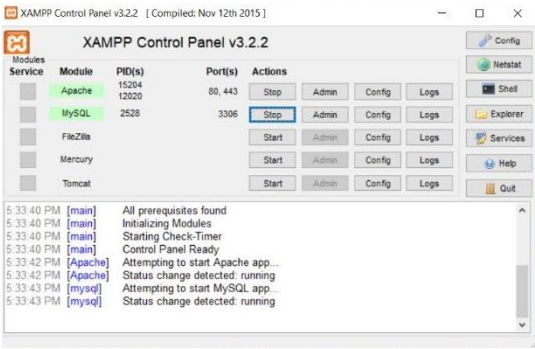 XAMPP Control Panel v3.2.2 [ Compiled: Nov 12th 2015 ]
XAMPP Control Panel v3.2.2
Config
Modules
Service Module PID(s) Port(s) Actions
Netstat
Apache 15204 12020 80, 443 Stop Admin Config Logs
Shell
MySQL 2528 3306 Stop Admin Config Logs
Explorer
FileZilla Start Admin Config Logs
Services
Mercury Start Admin Config Logs
Help
Tomcat Start Admin Config Logs
Quit
5:33:40 PM [main] All prerequisites found
5:33:40 PM [main] Initializing Modules
5:33:40 PM [main] Starting Check-Timer
5:33:40 PM [main] Control Panel Ready
5:33:42 PM [Apache] Attempting to start Apache app...
5:33:42 PM [Apache] Status change detected: running
5:33:43 PM [mysql] Attempting to start MySQL app...
5:33:43 PM [mysql] Status change detected: running